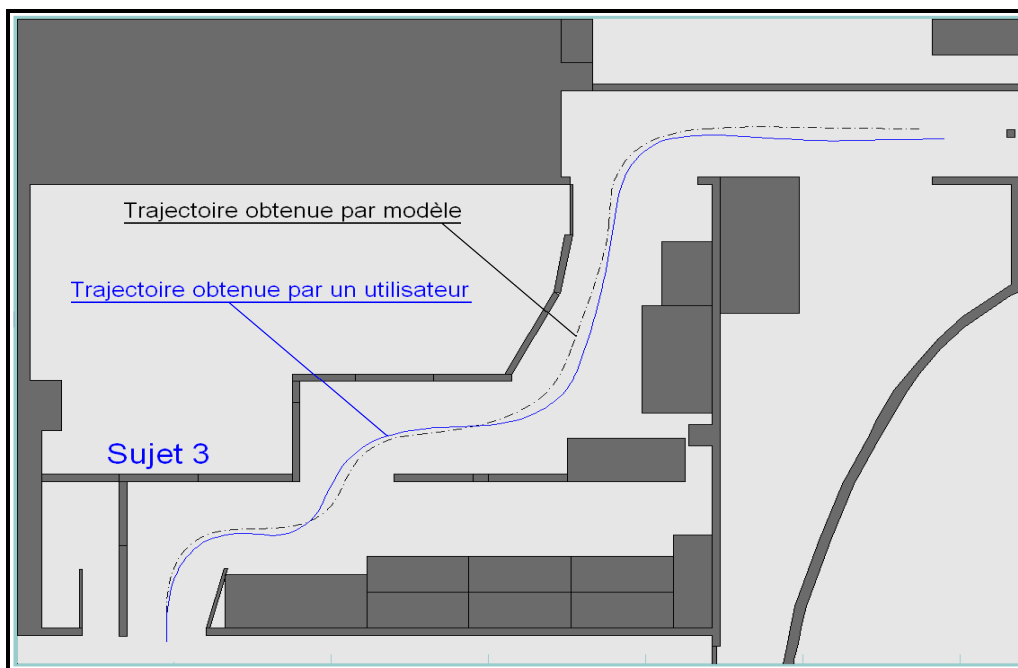 Trajectoire obtenue par modèle
Trajectoire obtenue par un utilisateur
Sujet 3